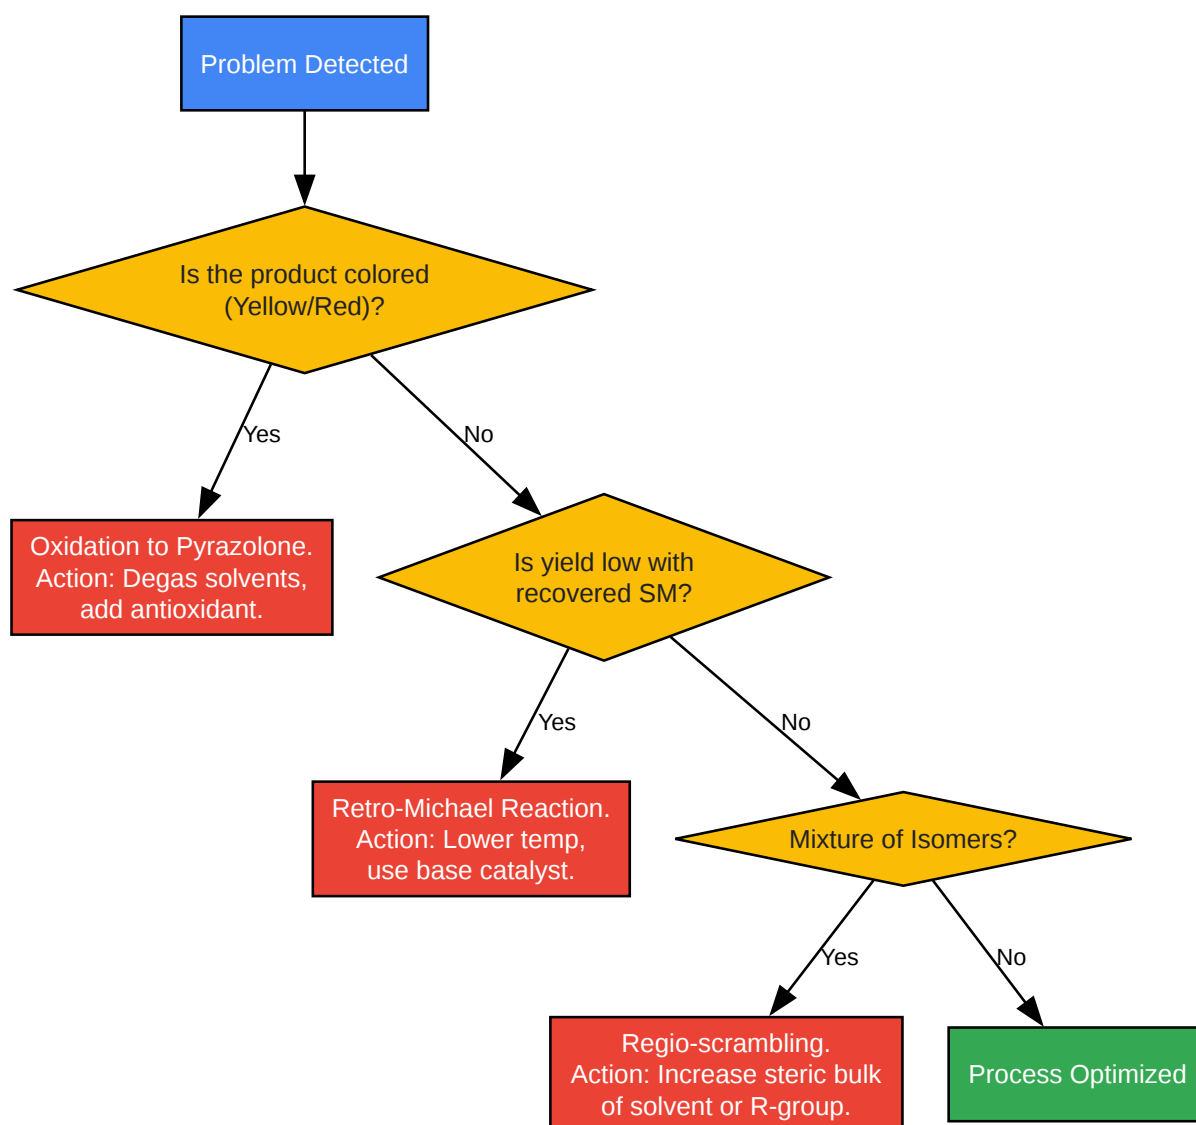 Problem Detected
Is the product colored
(Yellow/Red)?
Yes
No
Oxidation to Pyrazolone.
Action: Degas solvents,
add antioxidant.
Is yield low with
recovered SM?
Yes
No
Retro-Michael Reaction.
Action: Lower temp,
use base catalyst.
Mixture of Isomers?
Yes
No
Regio-scrambling.
Action: Increase steric bulk
of solvent or R-group.
Process Optimized